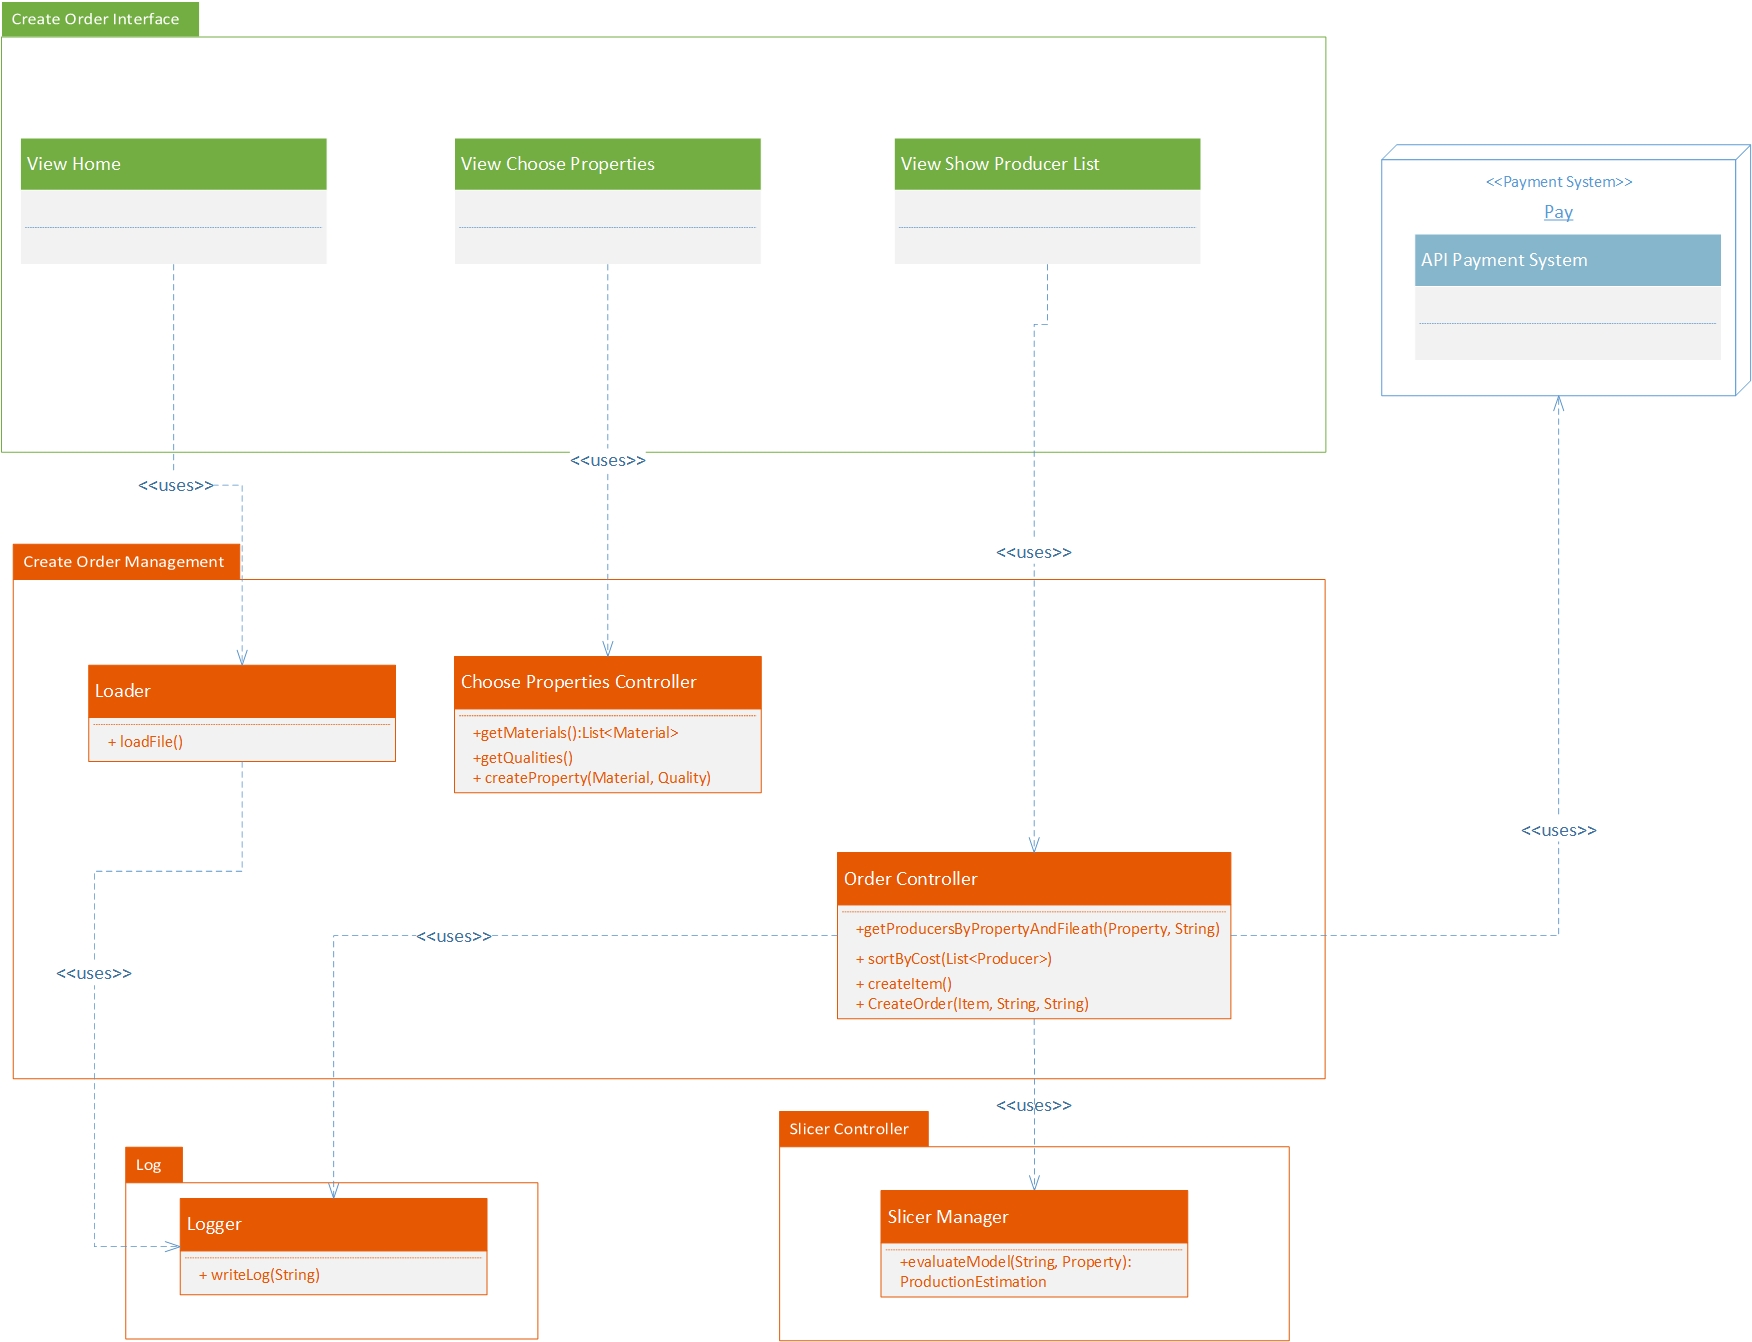 Create Order Interface
View Home
View Choose Properties
View Show Producer List
<<Payment System>>
Pay
API Payment System
<<uses>>
<<uses>>
<<uses>>
Create Order Management
Loader
+ loadFile()
Choose Properties Controller
+getMaterials():List<Material>
+getQualities()
+ createProperty(Material, Quality)
<<uses>>
Order Controller
+getProducersByPropertyAndFileath(Property, String)
+ sortByCost(List<Producer>)
+ createItem()
+ CreateOrder(Item, String, String)
<<uses>>
<<uses>>
<<uses>>
Slicer Controller
Log
Logger
+ writeLog(String)
Slicer Manager
+evaluateModel(String, Property):
ProductionEstimation